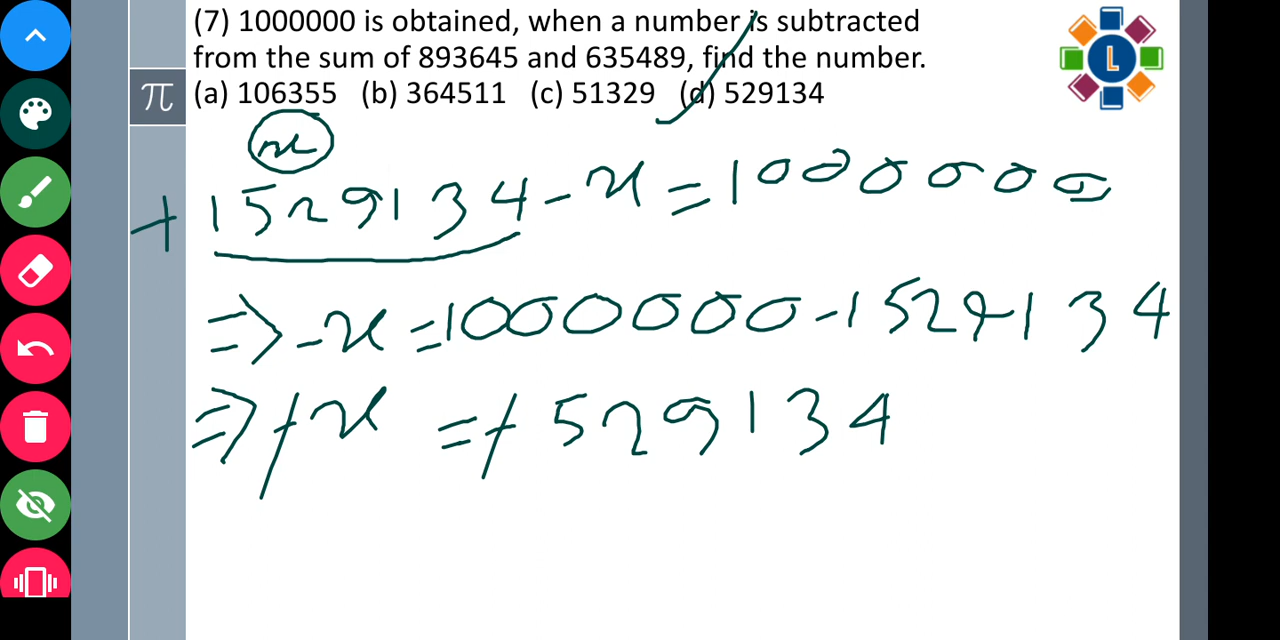 (7) 1000000 is obtained, when a number is subtracted
from the sum of 893645 and 635489, find the number.
π
(a) 106355 (b) 364511 (c) 51329 (d) 529134
L
x
+ 1529134 - x = 1000000
⇒ - x = 1000000 - 1529134
⇒ - x = - 529134